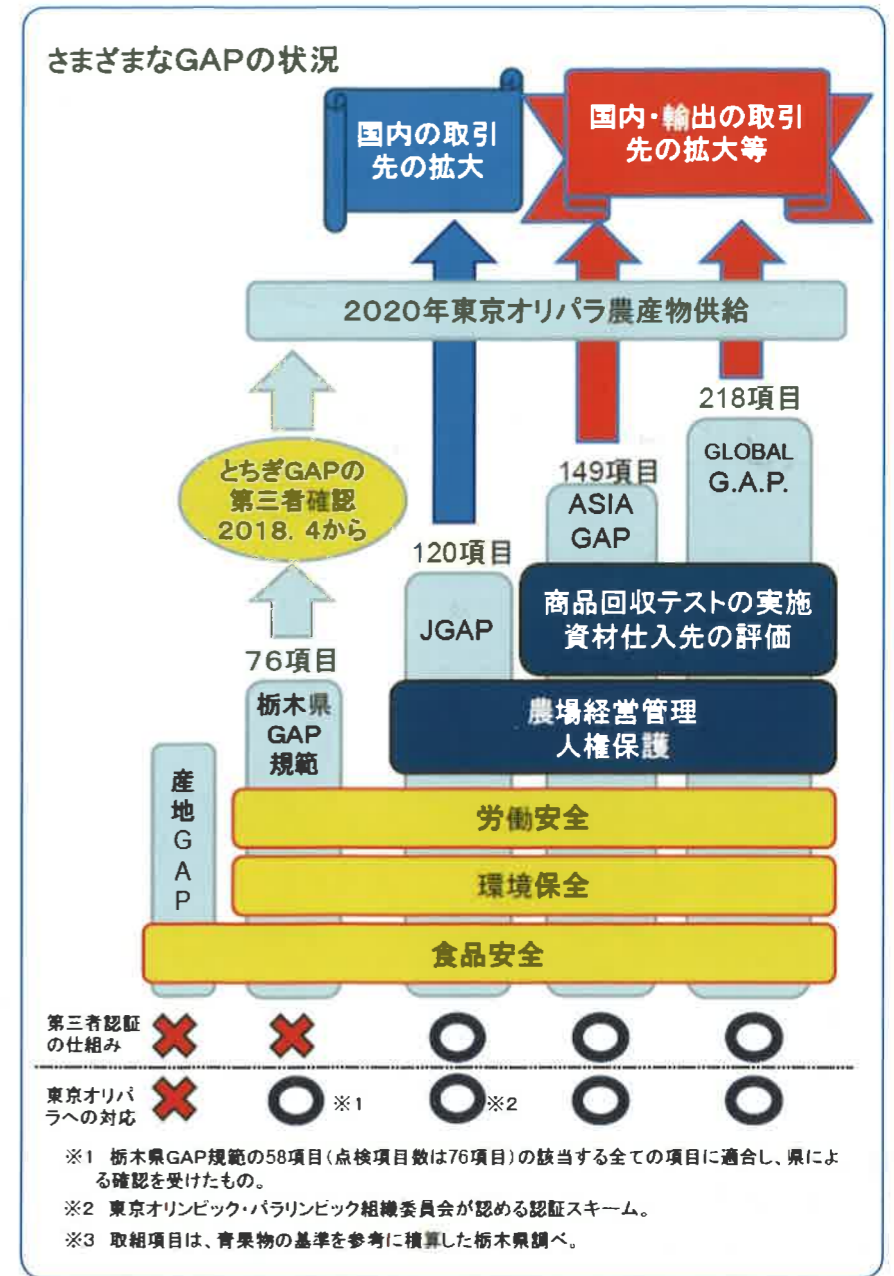 さまざまなGAPの状況
国内の取引
先の拡大
国内・輸出の取引
先の拡大等
2020年東京オリパラ農産物供給
218項目
GLOBAL
G.A.P.
とちぎGAPの
第三者確認
2018.4から
149項目
ASIA
GAP
120項目
JGAP
商品回収テストの実施
資材仕入先の評価
76項目
栃木県
GAP
規範
農場経営管理
人権保護
産
地
G
A
P
労働安全
環境保全
食品安全
第三者認証
の仕組み
東京オリパ
ラへの対応
※1
※2
※1 栃木県GAP規範の58項目(点検項目数は76項目)の該当する全ての項目に適合し、県によ
る確認を受けたもの。
※2 東京オリンピック・パラリンピック組織委員会が認める認証スキーム。
※3 取組項目は、青果物の基準を参考に積算した栃木県調べ。